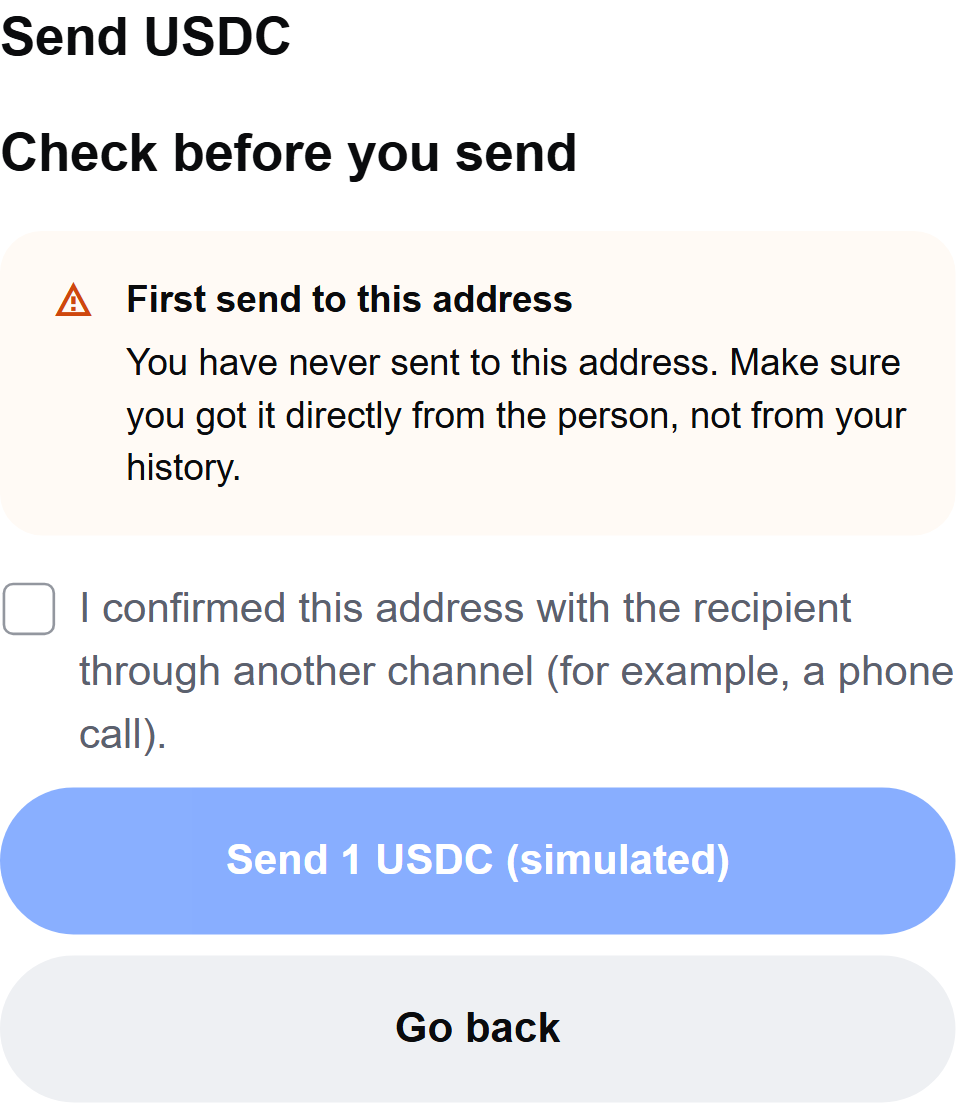 Send USDC
Check before you send
First send to this address
You have never sent to this address. Make sure
you got it directly from the person, not from your
history.
I confirmed this address with the recipient
through another channel (for example, a phone
call).
Send 1 USDC (simulated)
Go back